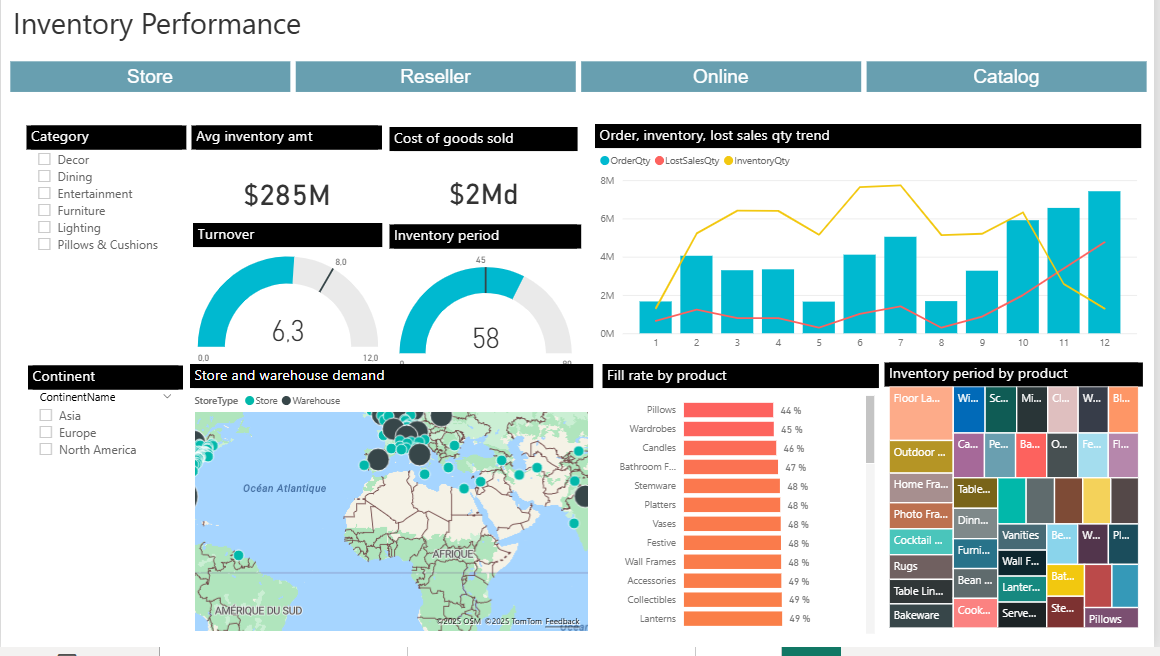 Inventory Performance
Store
Reseller
Online
Catalog
Category
Decor
Dining
Entertainment
Furniture
Lighting
Pillows & Cushions
Avg inventory amt
$285M
Cost of goods sold
$2Md
Turnover
8.0
6,3
0.0
12.0
Inventory period
45
58
Order, inventory, lost sales qty trend
OrderQty LostSalesQty InventoryQty
8M
6M
4M
2M
0M
1 2 3 4 5 6 7 8 9 10 11 12
Continent
ContinentName
Asia
Europe
North America
Store and warehouse demand
StoreType Store Warehouse
Océan Atlantique
AFRIQUE
AMÉRIQUE DU SUD
©2025 OSM ©2025 TomTom Feedback
Fill rate by product
Pillows 44 %
Wardrobes 45 %
Candles 46 %
Bathroom F... 47 %
Stemware 48 %
Platters 48 %
Vases 48 %
Festive 48 %
Wall Frames 48 %
Accessories 49 %
Collectibles 49 %
Lanterns 49 %
Inventory period by product
Floor La...
Outdoor ...
Home Fra...
Photo Fra...
Cocktail ...
Rugs
Table Lin...
Bakeware
Wi...
Sc...
Mi...
Cl...
W...
Bl...
Ca...
Pe...
Ba...
O...
Fe...
Fl...
Table...
Dinn...
Furni...
Bean ...
Cook...
Vanities
Wall F...
Lanter...
Serve...
Be...
W...
Pl...
Bat...
Ste...
Pillows